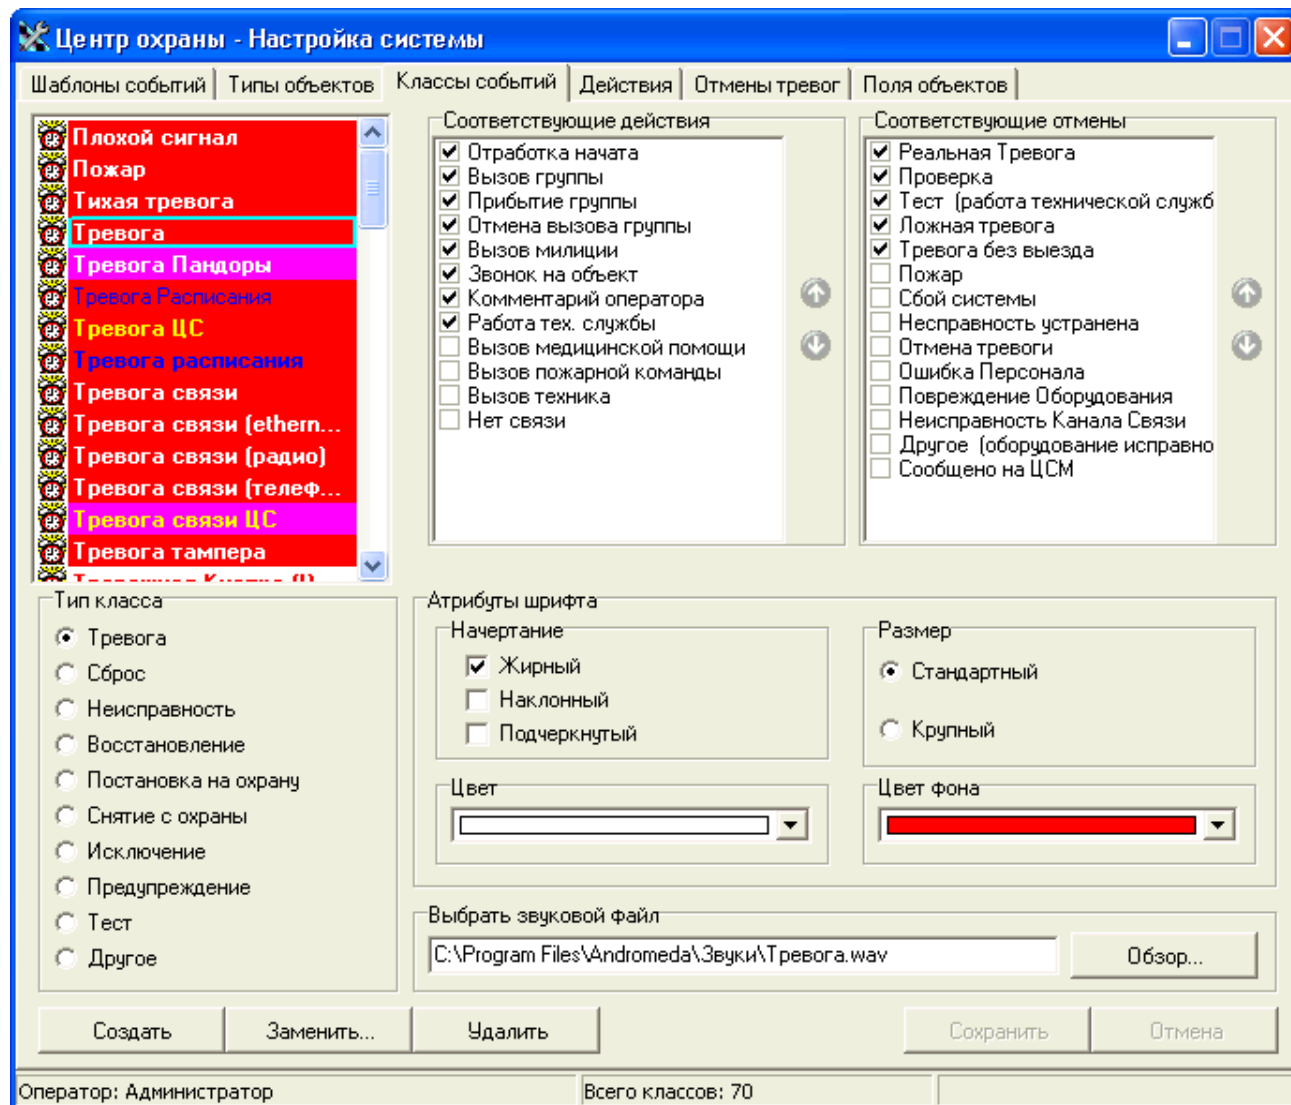 Центр охраны - Настройка системы
Шаблоны событий
Типы объектов
Классы событий
Действия
Отмены тревог
Поля объектов
Плохой сигнал
Пожар
Тихая тревога
Тревога
Тревога Пандоры
Тревога Расписания
Тревога ЦС
Тревога расписания
Тревога связи
Тревога связи (ethern...
Тревога связи (радио)
Тревога связи (телеф...
Тревога связи ЦС
Тревога тампера
Соответствующие действия
Отработка начата
Вызов группы
Прибытие группы
Отмена вызова группы
Вызов милиции
Звонок на объект
Комментарий оператора
Работа тех. службы
Вызов медицинской помощи
Вызов пожарной команды
Вызов техника
Нет связи
Соответствующие отмены
Реальная Тревога
Проверка
Тест (работа технической служб
Ложная тревога
Тревога без выезда
Пожар
Сбой системы
Несправность устранена
Отмена тревоги
Ошибка Персонала
Повреждение Оборудования
Неисправность Канала Связи
Другое (оборудование исправно
Сообщено на ЦСМ
Тип класса
Тревога
Сброс
Неисправность
Восстановление
Постановка на охрану
Снятие с охраны
Исключение
Предупреждение
Тест
Другое
Атрибуты шрифта
Начертание
Жирный
Наклонный
Подчеркнутый
Размер
Стандартный
Крупный
Цвет
Цвет фона
Выбрать звуковой файл
C:\Program Files\Andromeda\Звуки\Тревога.wav
Обзор...
Создать
Заменить...
Удалить
Сохранить
Отмена
Оператор: Администратор
Всего классов: 70